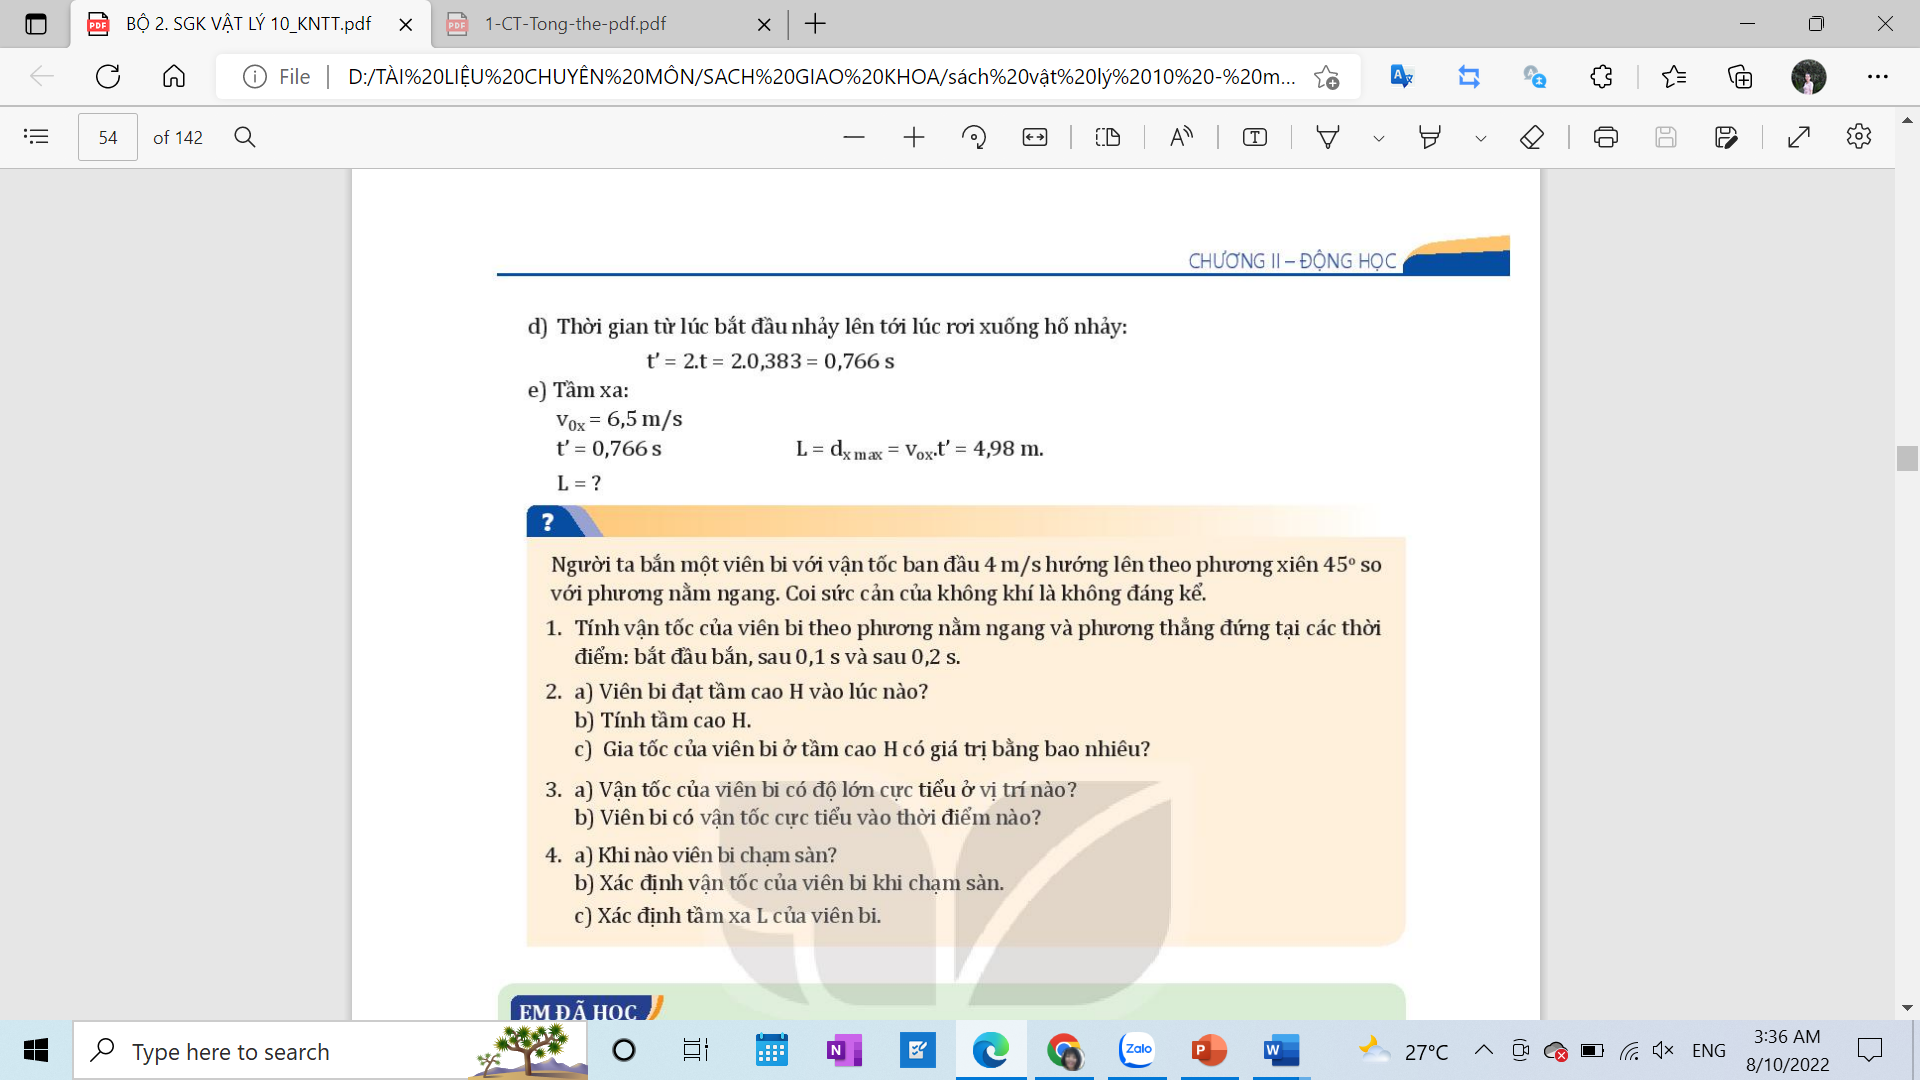 BỘ 2. SGK VẬT LÝ 10_KNTT.pdf
1-CT-Tong-the-pdf.pdf
File
D:/TÀI%20LIỆU%20CHUYÊN%20MÔN/SACH%20GIAO%20KHOA/sách%20vật%20lý%2010%20-%20m...
54 of 142
CHƯƠNG II – ĐỘNG HỌC
d) Thời gian từ lúc bắt đầu nhảy lên tới lúc rơi xuống hố nhảy:
t’ = 2.t = 2.0,383 = 0,766 s
e) Tầm xa:
v0x = 6,5 m/s
t’ = 0,766 s L = dx max = vox.t’ = 4,98 m.
L = ?
?
Người ta bắn một viên bi với vận tốc ban đầu 4 m/s hướng lên theo phương xiên 45° so
với phương nằm ngang. Coi sức cản của không khí là không đáng kể.
1. Tính vận tốc của viên bi theo phương nằm ngang và phương thẳng đứng tại các thời
điểm: bắt đầu bắn, sau 0,1 s và sau 0,2 s.
2. a) Viên bi đạt tầm cao H vào lúc nào?
b) Tính tầm cao H.
c) Gia tốc của viên bi ở tầm cao H có giá trị bằng bao nhiêu?
3. a) Vận tốc của viên bi có độ lớn cực tiểu ở vị trí nào?
b) Viên bi có vận tốc cực tiểu vào thời điểm nào?
4. a) Khi nào viên bi chạm sàn?
b) Xác định vận tốc của viên bi khi chạm sàn.
c) Xác định tầm xa L của viên bi.
EM ĐÃ HỌC
Type here to search
Zalo
27°C
ENG
3:36 AM
8/10/2022